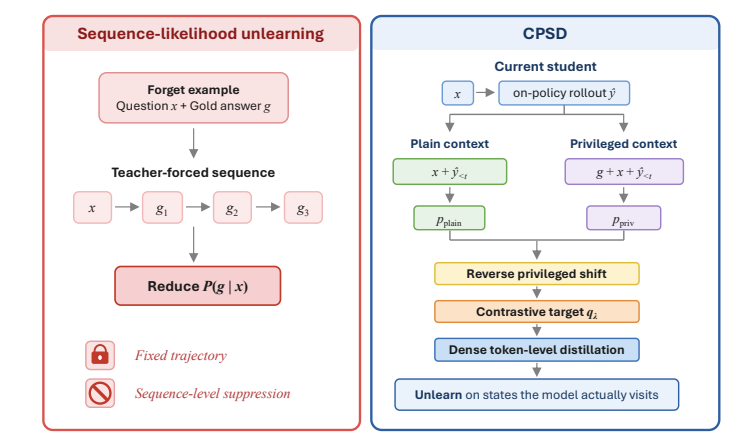 Sequence-likelihood unlearning
Forget example
Question x + Gold answer g
Teacher-forced sequence
x
g₁
g₂
g₃
Reduce P(g | x)
Fixed trajectory
Sequence-level suppression
CPSD
Current student
x
on-policy rollout ŷ
Plain context
Privileged context
x + ŷ<t
g + x + ŷ<t
pplain
ppriv
Reverse privileged shift
Contrastive target qλ
Dense token-level distillation
Unlearn on states the model actually visits